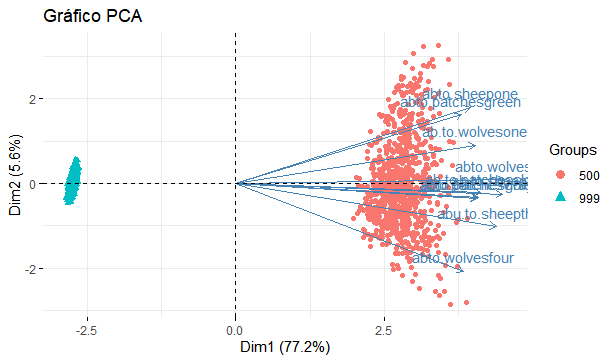 Gráfico PCA
abto.sheepone
abto.patchesgreen
ab.to.wolvesone
abto.wolves
abu.to.sheepth
abto.wolvesfour
2
0
-2
-2.5
0.0
2.5
Dim1 (77.2%)
Dim2 (5.6%)
Groups
500
999